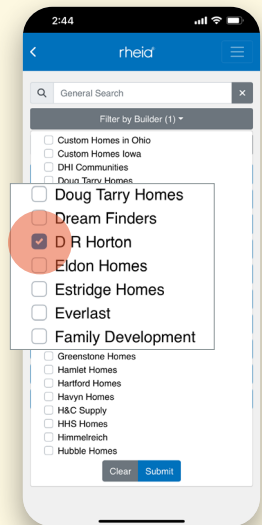 2:44
rheia
General Search
Filter by Builder (1)
Custom Homes in Ohio
Custom Homes Iowa
DHI Communities
Doug Tarry Homes
Doug Tarry Homes
Dream Finders
D R Horton
Eldon Homes
Estridge Homes
Everlast
Family Development
Greenstone Homes
Hamlet Homes
Hartford Homes
Havyn Homes
H&C Supply
HHS Homes
Himmelreich
Hubble Homes
Clear Submit